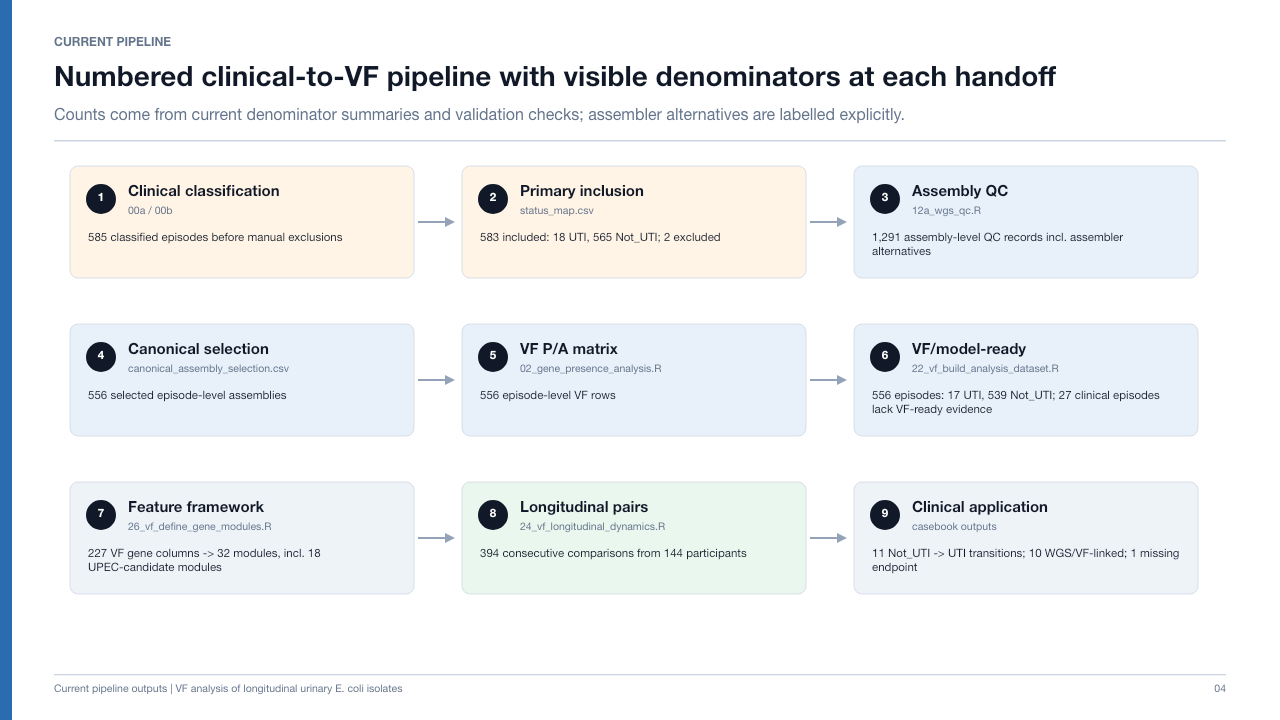 CURRENT PIPELINE
Numbered clinical-to-VF pipeline with visible denominators at each handoff
Counts come from current denominator summaries and validation checks; assembler alternatives are labelled explicitly.
1
Clinical classification
00a / 00b
585 classified episodes before manual exclusions
2
Primary inclusion
status_map.csv
583 included: 18 UTI, 565 Not_UTI; 2 excluded
3
Assembly QC
12a_wgs_qc.R
1,291 assembly-level QC records incl. assembler
alternatives
4
Canonical selection
canonical_assembly_selection.csv
556 selected episode-level assemblies
5
VF P/A matrix
02_gene_presence_analysis.R
556 episode-level VF rows
6
VF/model-ready
22_vf_build_analysis_dataset.R
556 episodes: 17 UTI, 539 Not_UTI; 27 clinical episodes
lack VF-ready evidence
7
Feature framework
26_vf_define_gene_modules.R
227 VF gene columns -> 32 modules, incl. 18
UPEC-candidate modules
8
Longitudinal pairs
24_vf_longitudinal_dynamics.R
394 consecutive comparisons from 144 participants
9
Clinical application
casebook outputs
11 Not_UTI -> UTI transitions; 10 WGS/VF-linked; 1 missing
endpoint
Current pipeline outputs | VF analysis of longitudinal urinary E. coli isolates
04